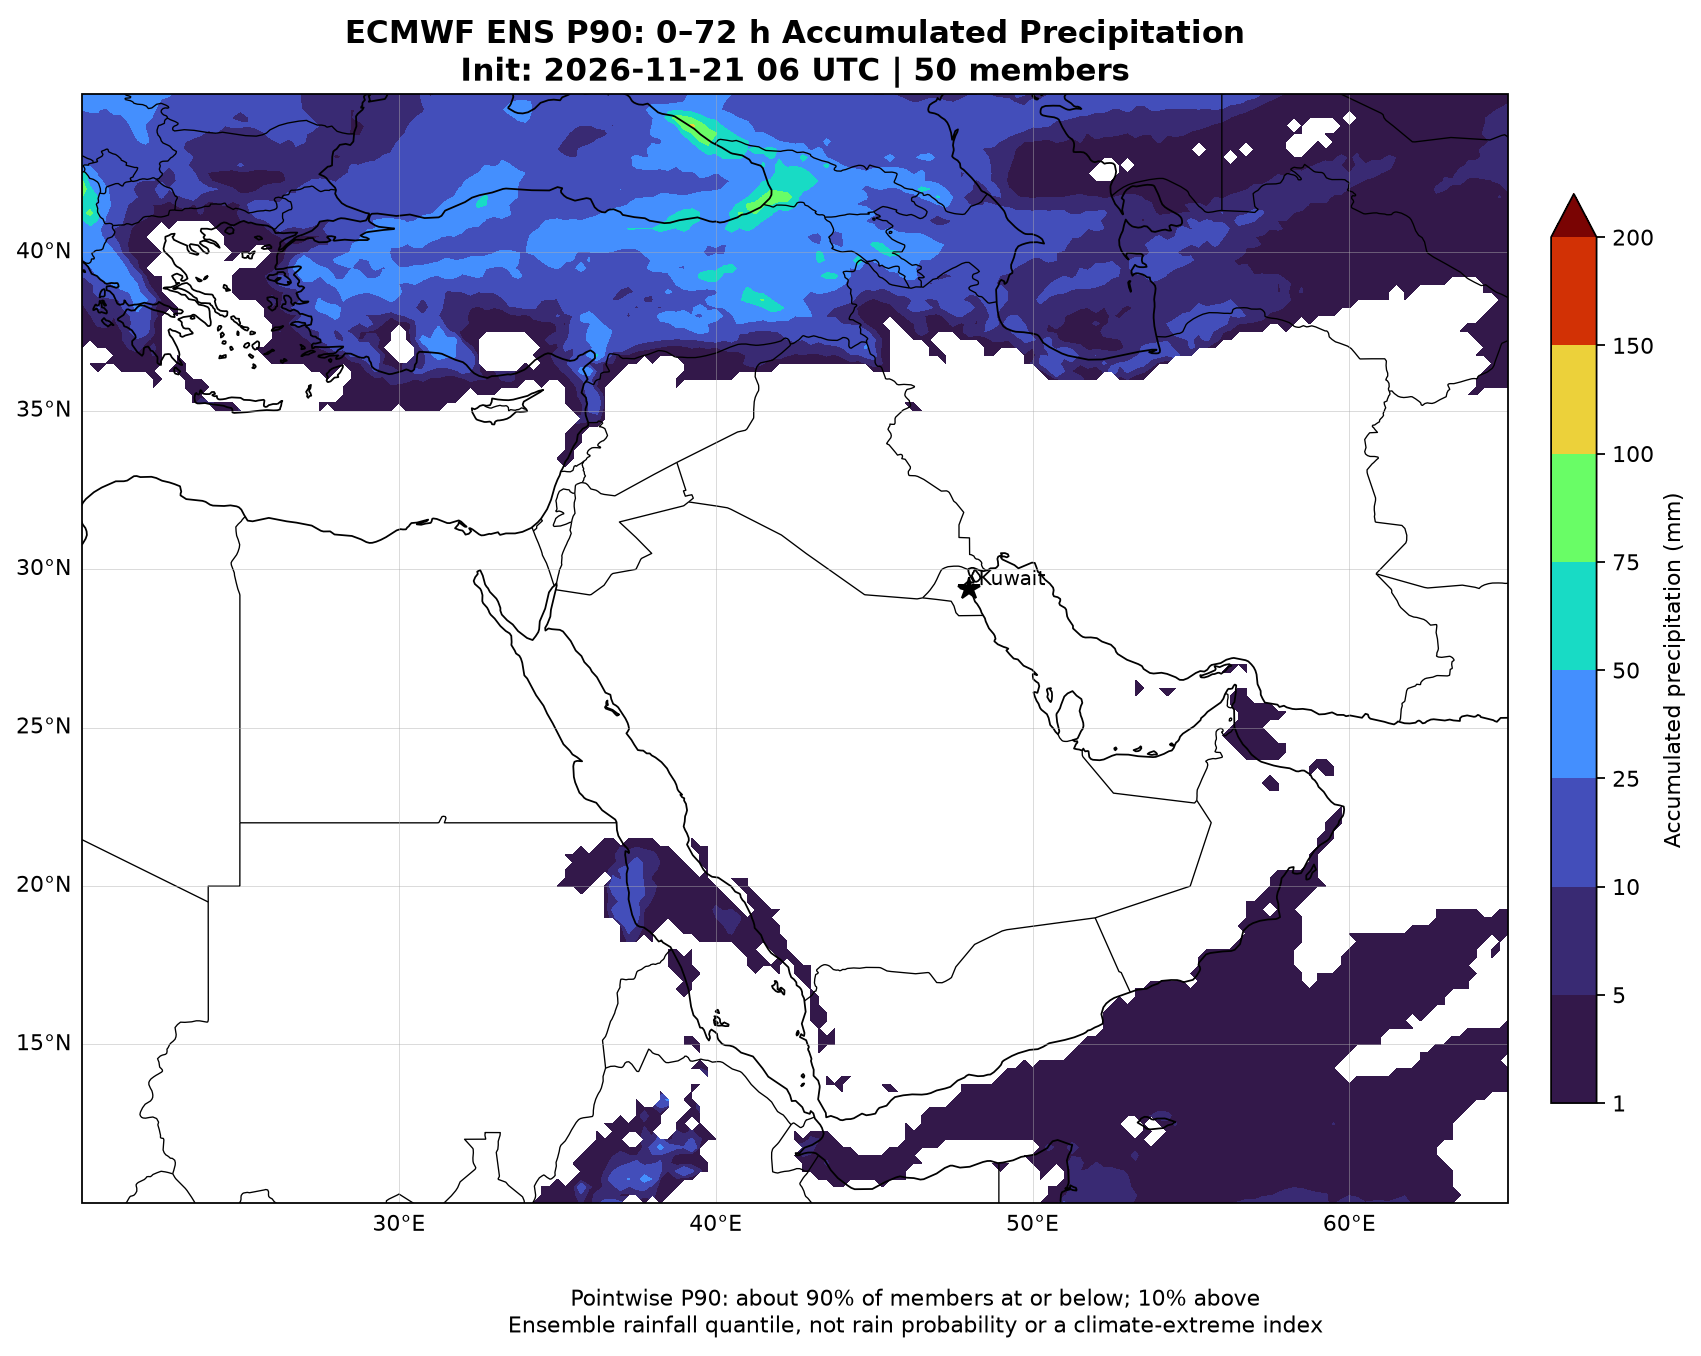 ECMWF ENS P90: 0–72 h Accumulated Precipitation
Init: 2026-11-21 06 UTC | 50 members
40°N
35°N
30°N
25°N
20°N
15°N
Kuwait
30°E
40°E
50°E
60°E
200
150
100
75
50
25
10
5
1
Accumulated precipitation (mm)
Pointwise P90: about 90% of members at or below; 10% above
Ensemble rainfall quantile, not rain probability or a climate-extreme index